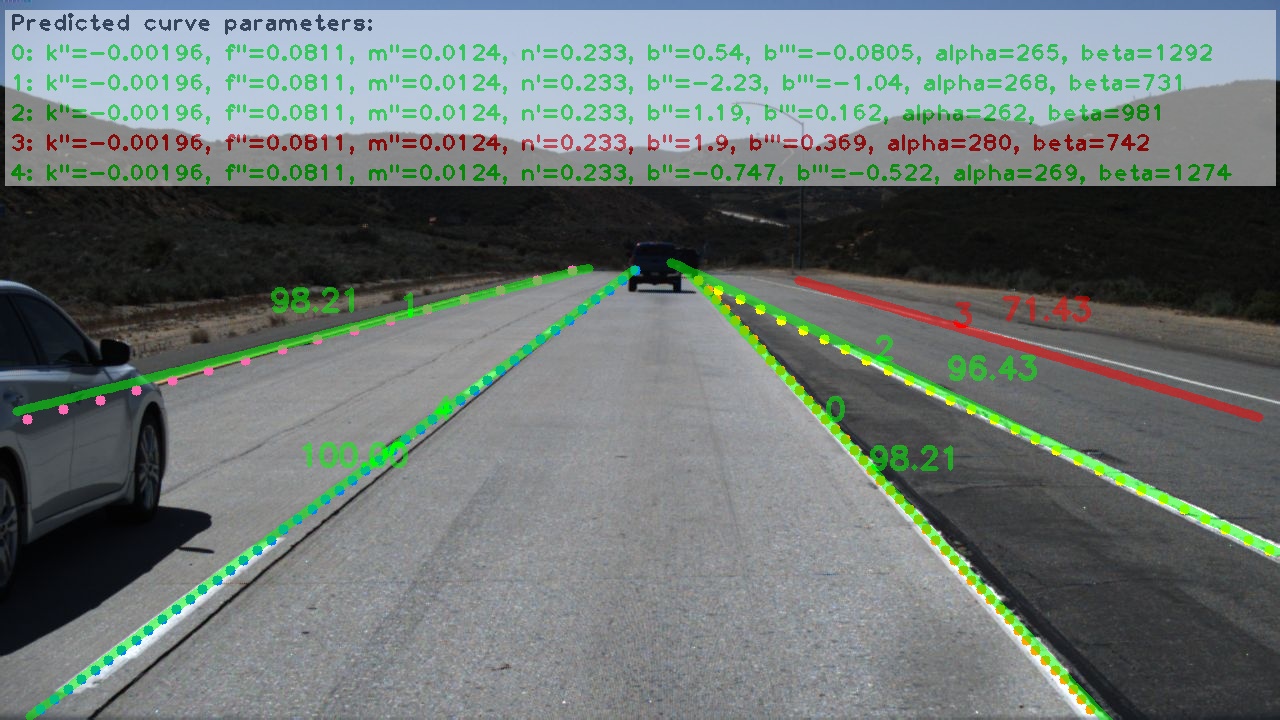 Predicted curve parameters:
0: k''=-0.00196, f''=0.0811, m''=0.0124, n'=0.233, b''=0.54, b'''=-0.0805, alpha=265, beta=1292
1: k''=-0.00196, f''=0.0811, m''=0.0124, n'=0.233, b''=-2.23, b'''=-1.04, alpha=268, beta=731
2: k''=-0.00196, f''=0.0811, m''=0.0124, n'=0.233, b''=1.19, b'''=0.162, alpha=262, beta=981
3: k''=-0.00196, f''=0.0811, m''=0.0124, n'=0.233, b''=1.9, b'''=0.369, alpha=280, beta=742
4: k''=-0.00196, f''=0.0811, m''=0.0124, n'=0.233, b''=-0.747, b'''=-0.522, alpha=269, beta=1274
98.21 1
3 71.43
2
96.43
4
0
100.00
98.21